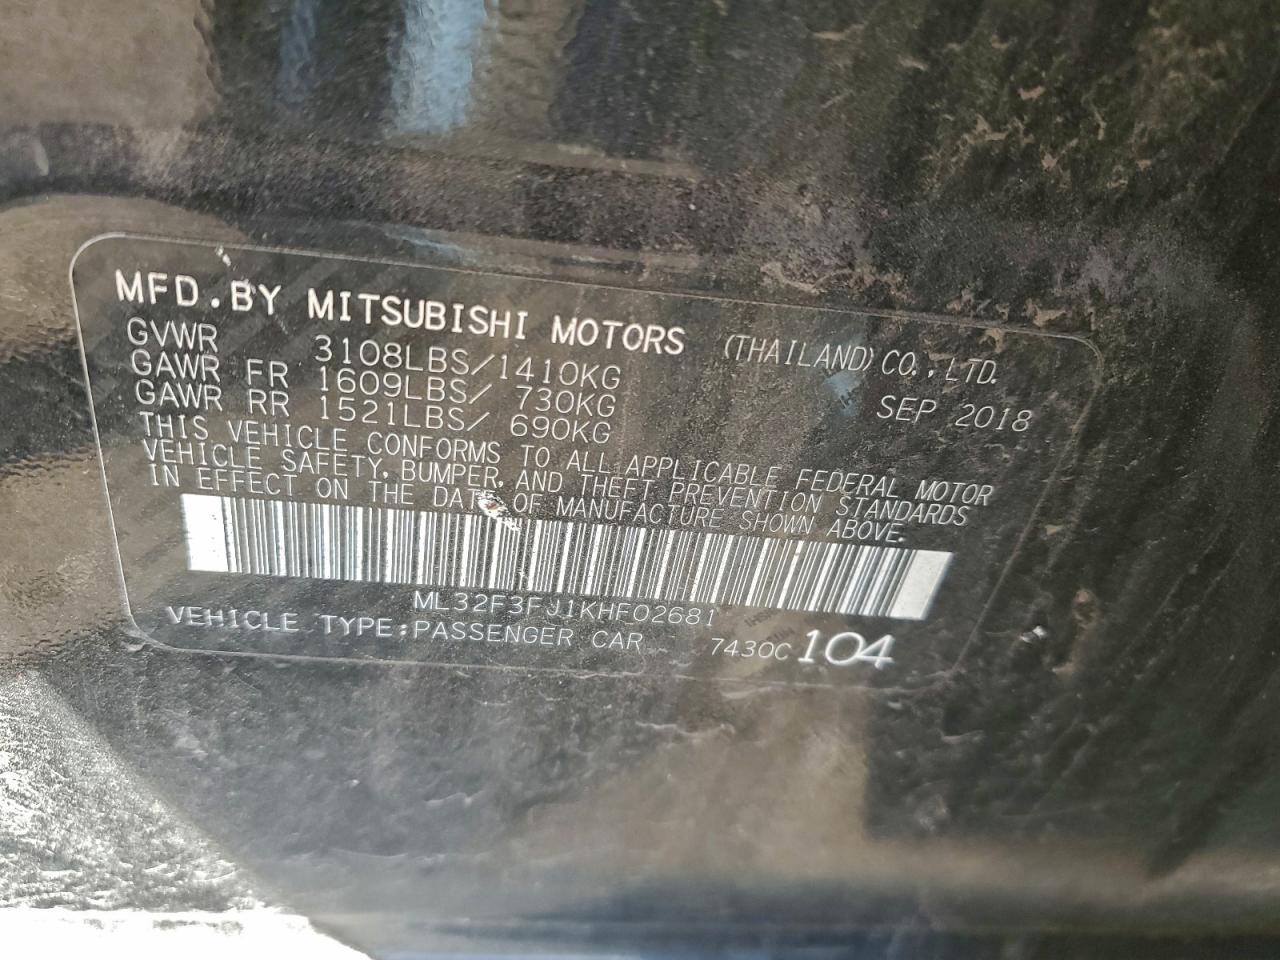 MFD.BY MITSUBISHI MOTORS (THAILAND) CO.,LTD.
GVWR 3108LBS/1410KG SEP 2018
GAWR FR 1609LBS/ 730KG
GAWR RR 1521LBS/ 690KG
THIS VEHICLE CONFORMS TO ALL APPLICABLE FEDERAL MOTOR
VEHICLE SAFETY, BUMPER, AND THEFT PREVENTION STANDARDS
IN EFFECT ON THE DATE OF MANUFACTURE SHOWN ABOVE.
ML32F3FJ1KHF02681
VEHICLE TYPE:PASSENGER CAR 7430C 104